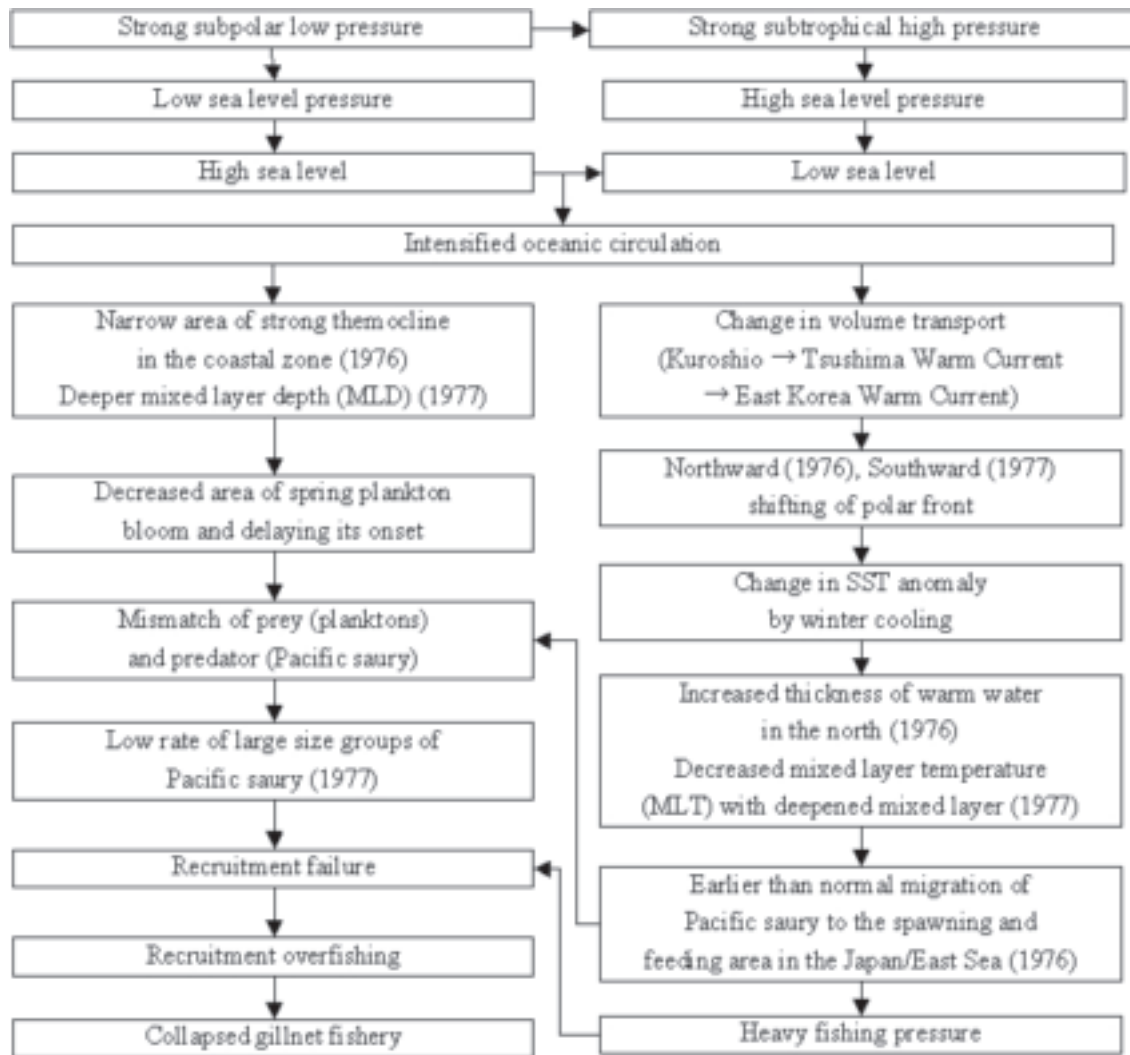 Strong subpolar low pressure
Strong subtrophical high pressure
Low sea level pressure
High sea level pressure
High sea level
Low sea level
Intensified oceanic circulation
Narrow area of strong themocline
in the coastal zone (1976)
Deeper mixed layer depth (MLD) (1977)
Decreased area of spring plankton
bloom and delaying its onset
Mismatch of prey (planktons)
and predator (Pacific saury)
Low rate of large size groups of
Pacific saury (1977)
Recruitment failure
Recruitment overfishing
Collapsed gillnet fishery
Change in volume transport
(Kuroshio → Tsushima Warm Current
→ East Korea Warm Current)
Northward (1976), Southward (1977)
shifting of polar front
Change in SST anomaly
by winter cooling
Increased thickness of warm water
in the north (1976)
Decreased mixed layer temperature
(MLT) with deepened mixed layer (1977)
Earlier than normal migration of
Pacific saury to the spawning and
feeding area in the Japan/East Sea (1976)
Heavy fishing pressure